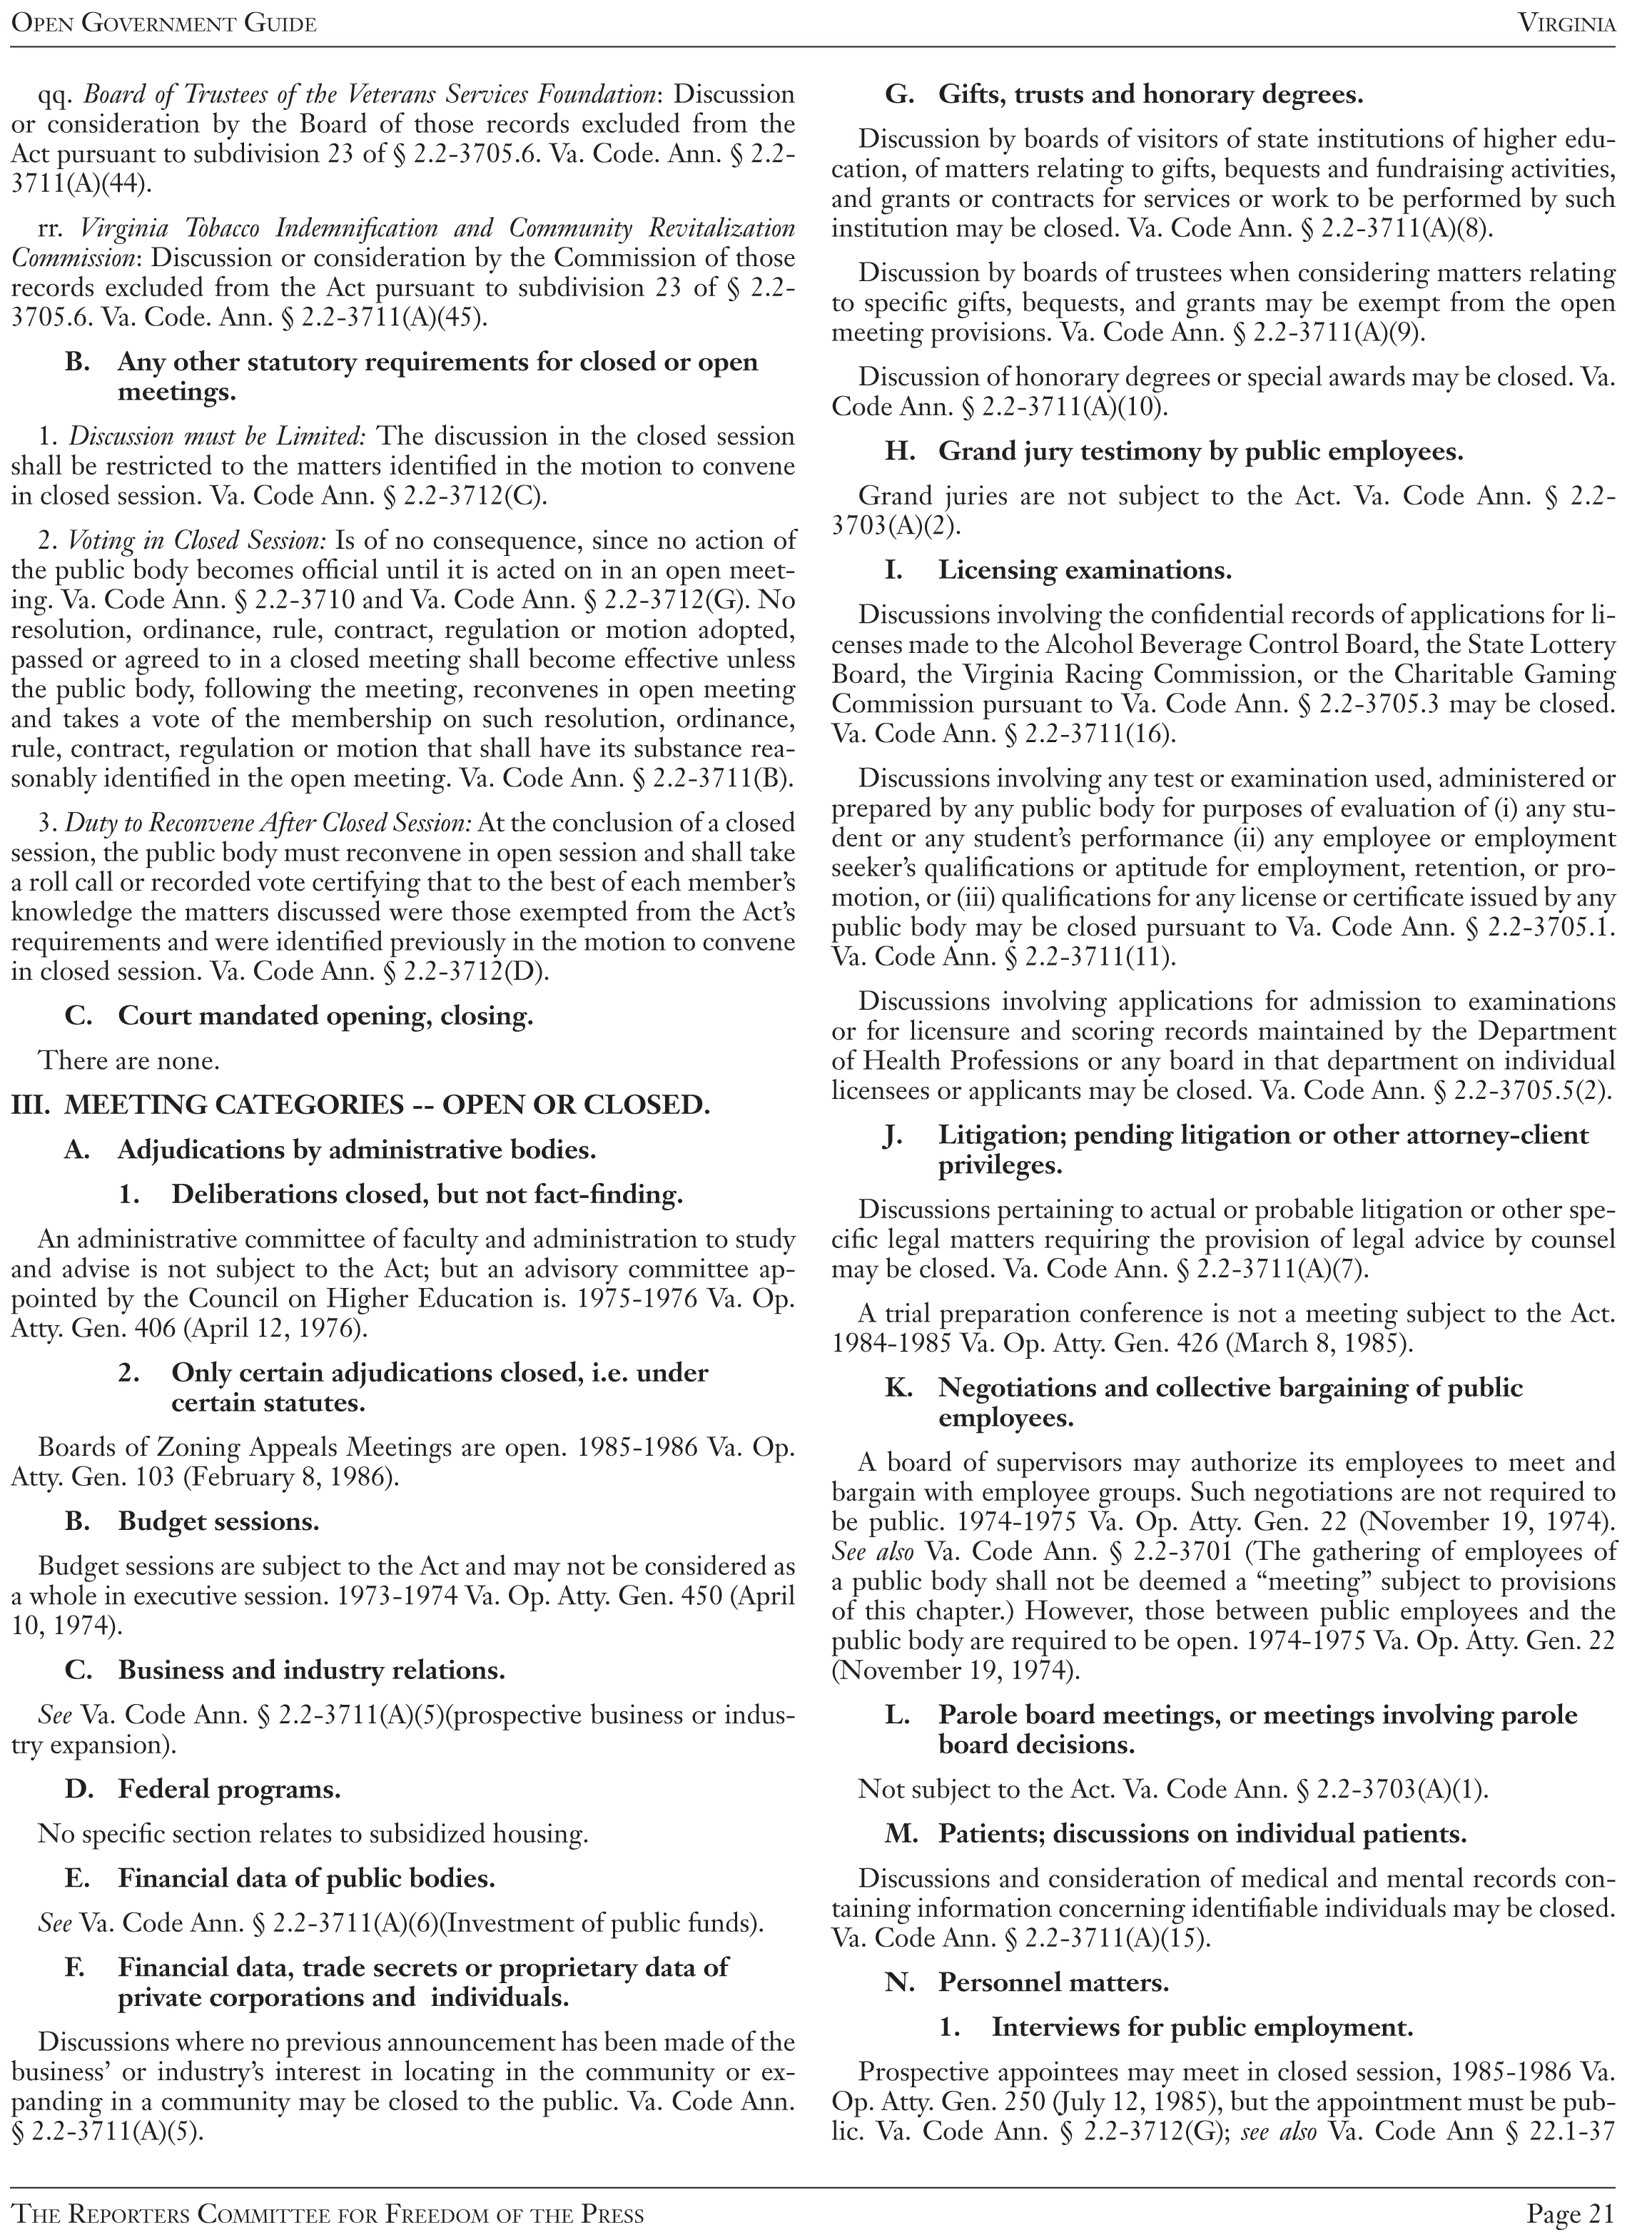 OPEN GOVERNMENT GUIDE
VIRGINIA
qq. Board of Trustees of the Veterans Services Foundation: Discussion
or consideration by the Board of those records excluded from the
Act pursuant to subdivision 23 of § 2.2-3705.6. Va. Code. Ann. § 2.2-
3711(A)(44).
rr. Virginia Tobacco Indemnification and Community Revitalization
Commission: Discussion or consideration by the Commission of those
records excluded from the Act pursuant to subdivision 23 of § 2.2-
3705.6. Va. Code. Ann. § 2.2-3711(A)(45).
B. Any other statutory requirements for closed or open
meetings.
1. Discussion must be Limited: The discussion in the closed session
shall be restricted to the matters identified in the motion to convene
in closed session. Va. Code Ann. § 2.2-3712(C).
2. Voting in Closed Session: Is of no consequence, since no action of
the public body becomes official until it is acted on in an open meet-
ing. Va. Code Ann. § 2.2-3710 and Va. Code Ann. § 2.2-3712(G). No
resolution, ordinance, rule, contract, regulation or motion adopted,
passed or agreed to in a closed meeting shall become effective unless
the public body, following the meeting, reconvenes in open meeting
and takes a vote of the membership on such resolution, ordinance,
rule, contract, regulation or motion that shall have its substance rea-
sonably identified in the open meeting. Va. Code Ann. § 2.2-3711(B).
3. Duty to Reconvene After Closed Session: At the conclusion of a closed
session, the public body must reconvene in open session and shall take
a roll call or recorded vote certifying that to the best of each member's
knowledge the matters discussed were those exempted from the Act's
requirements and were identified previously in the motion to convene
in closed session. Va. Code Ann. § 2.2-3712(D).
C. Court mandated opening, closing.
There are none.
III. MEETING CATEGORIES -- OPEN OR CLOSED.
A. Adjudications by administrative bodies.
1. Deliberations closed, but not fact-finding.
An administrative committee of faculty and administration to study
and advise is not subject to the Act; but an advisory committee ap-
pointed by the Council on Higher Education is. 1975-1976 Va. Op.
Atty. Gen. 406 (April 12, 1976).
2. Only certain adjudications closed, i.e. under
certain statutes.
Boards of Zoning Appeals Meetings are open. 1985-1986 Va. Op.
Atty. Gen. 103 (February 8, 1986).
B. Budget sessions.
Budget sessions are subject to the Act and may not be considered as
a whole in executive session. 1973-1974 Va. Op. Atty. Gen. 450 (April
10, 1974).
C. Business and industry relations.
See Va. Code Ann. § 2.2-3711(A)(5)(prospective business or indus-
try expansion).
D. Federal programs.
No specific section relates to subsidized housing.
E. Financial data of public bodies.
See Va. Code Ann. § 2.2-3711(A)(6)(Investment of public funds).
F. Financial data, trade secrets or proprietary data of
private corporations and individuals.
Discussions where no previous announcement has been made of the
business' or industry's interest in locating in the community or ex-
panding in a community may be closed to the public. Va. Code Ann.
§ 2.2-3711(A)(5).
G. Gifts, trusts and honorary degrees.
Discussion by boards of visitors of state institutions of higher edu-
cation, of matters relating to gifts, bequests and fundraising activities,
and grants or contracts for services or work to be performed by such
institution may be closed. Va. Code Ann. § 2.2-3711(A)(8).
Discussion by boards of trustees when considering matters relating
to specific gifts, bequests, and grants may be exempt from the open
meeting provisions. Va. Code Ann. § 2.2-3711(A)(9).
Discussion of honorary degrees or special awards may be closed. Va.
Code Ann. § 2.2-3711(A)(10).
H. Grand jury testimony by public employees.
Grand juries are not subject to the Act. Va. Code Ann. § 2.2-
3703(A)(2).
I. Licensing examinations.
Discussions involving the confidential records of applications for li-
censes made to the Alcohol Beverage Control Board, the State Lottery
Board, the Virginia Racing Commission, or the Charitable Gaming
Commission pursuant to Va. Code Ann. § 2.2-3705.3 may be closed.
Va. Code Ann. § 2.2-3711(16).
Discussions involving any test or examination used, administered or
prepared by any public body for purposes of evaluation of (i) any stu-
dent or any student's performance (ii) any employee or employment
seeker's qualifications or aptitude for employment, retention, or pro-
motion, or (iii) qualifications for any license or certificate issued by any
public body may be closed pursuant to Va. Code Ann. § 2.2-3705.1.
Va. Code Ann. § 2.2-3711(11).
Discussions involving applications for admission to examinations
or for licensure and scoring records maintained by the Department
of Health Professions or any board in that department on individual
licensees or applicants may be closed. Va. Code Ann. § 2.2-3705.5(2).
J. Litigation; pending litigation or other attorney-client
privileges.
Discussions pertaining to actual or probable litigation or other spe-
cific legal matters requiring the provision of legal advice by counsel
may be closed. Va. Code Ann. § 2.2-3711(A)(7).
A trial preparation conference is not a meeting subject to the Act.
1984-1985 Va. Op. Atty. Gen. 426 (March 8, 1985).
K. Negotiations and collective bargaining of public
employees.
A board of supervisors may authorize its employees to meet and
bargain with employee groups. Such negotiations are not required to
be public. 1974-1975 Va. Op. Atty. Gen. 22 (November 19, 1974).
See also Va. Code Ann. § 2.2-3701 (The gathering of employees of
a public body shall not be deemed a “meeting” subject to provisions
of this chapter.) However, those between public employees and the
public body are required to be open. 1974-1975 Va. Op. Atty. Gen. 22
(November 19, 1974).
L. Parole board meetings, or meetings involving parole
board decisions.
Not subject to the Act. Va. Code Ann. § 2.2-3703(A)(1).
M. Patients; discussions on individual patients.
Discussions and consideration of medical and mental records con-
taining information concerning identifiable individuals may be closed.
Va. Code Ann. § 2.2-3711(A)(15).
N. Personnel matters.
1. Interviews for public employment.
Prospective appointees may meet in closed session, 1985-1986 Va.
Op. Atty. Gen. 250 (July 12, 1985), but the appointment must be pub-
lic. Va. Code Ann. § 2.2-3712(G); see also Va. Code Ann § 22.1-37
THE REPORTERS COMMITTEE FOR FREEDOM OF THE PRESS
Page 21